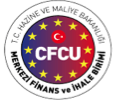 T.C. HAZİNE VE MALİYE BAKANLIĞI
CFCU
MERKEZİ FİNANS ve İHALE BİRİMİ